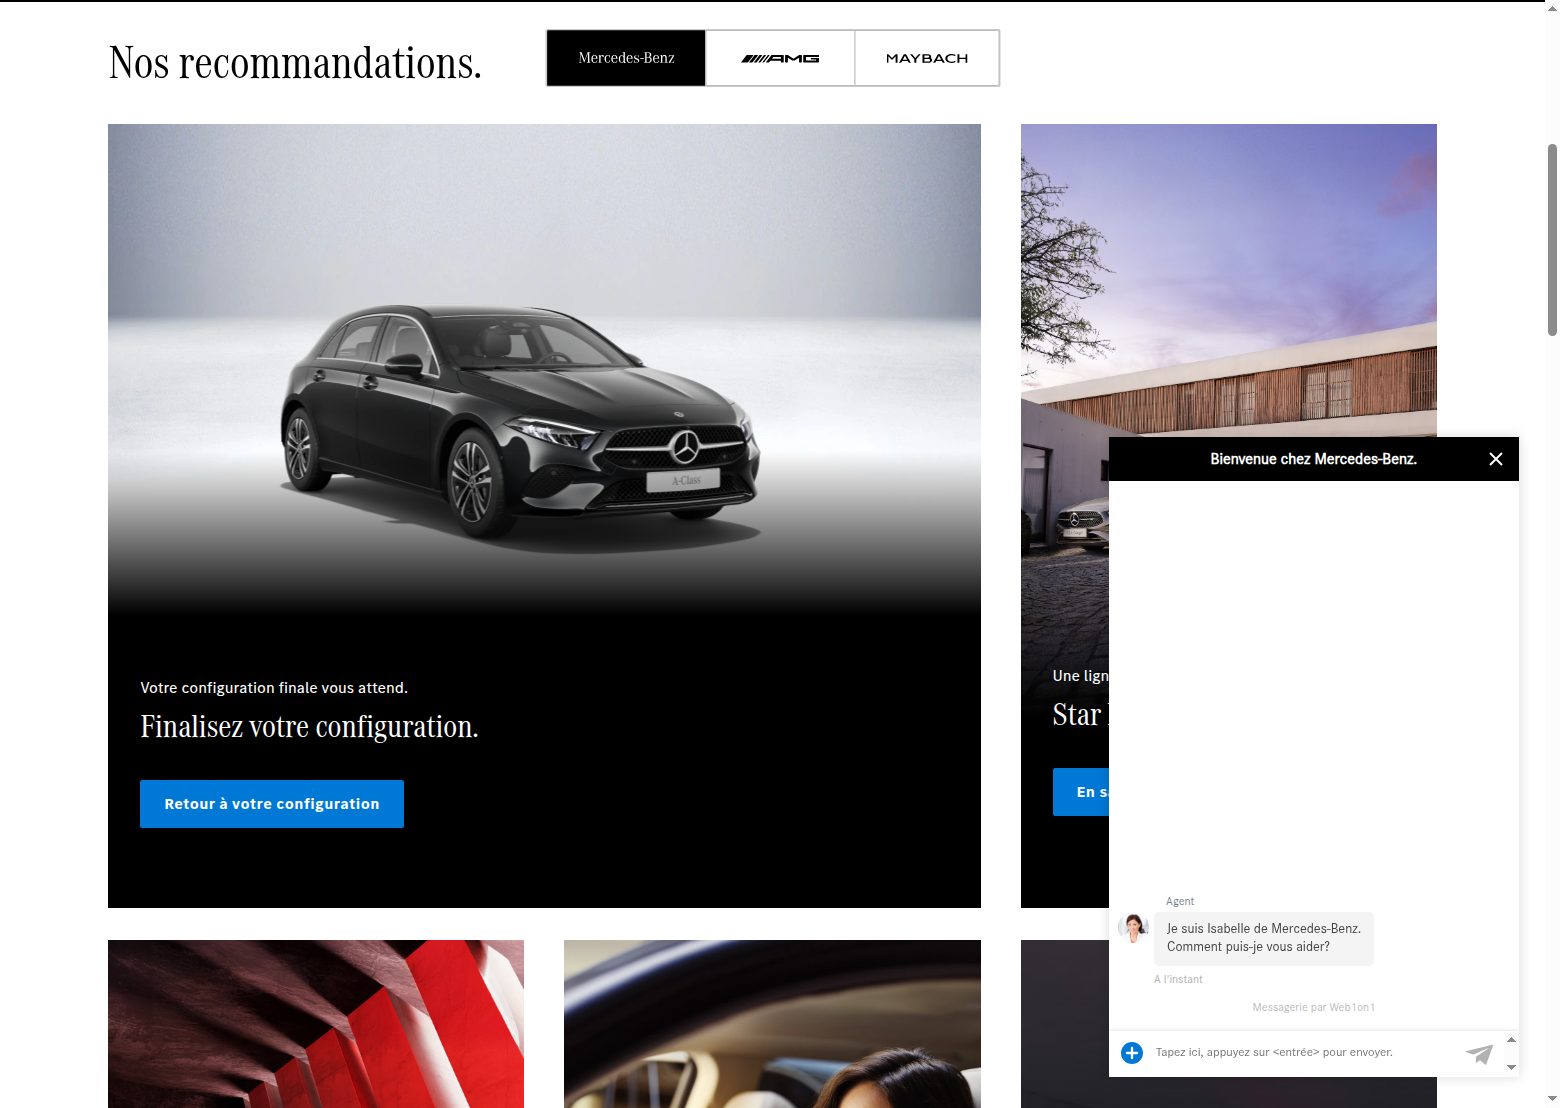 Nos recommandations.
Mercedes-Benz
AMG
MAYBACH
A-Class
Votre configuration finale vous attend.
Finalisez votre configuration.
Retour à votre configuration
Une lign
Star
En sa
Bienvenue chez Mercedes-Benz.
Agent
Je suis Isabelle de Mercedes-Benz.
Comment puis-je vous aider?
A l'instant
Messagerie par Web1on1
Tapez ici, appuyez sur <entrée> pour envoyer.